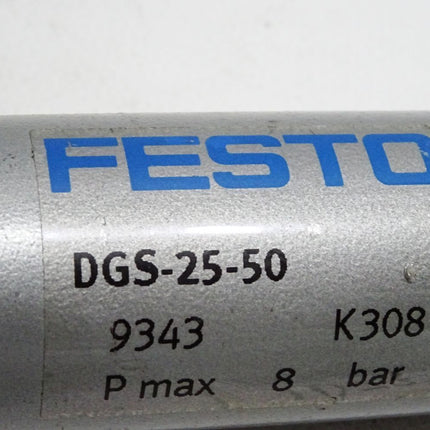 FESTO
DGS-25-50
9343 K308
P max 8 bar